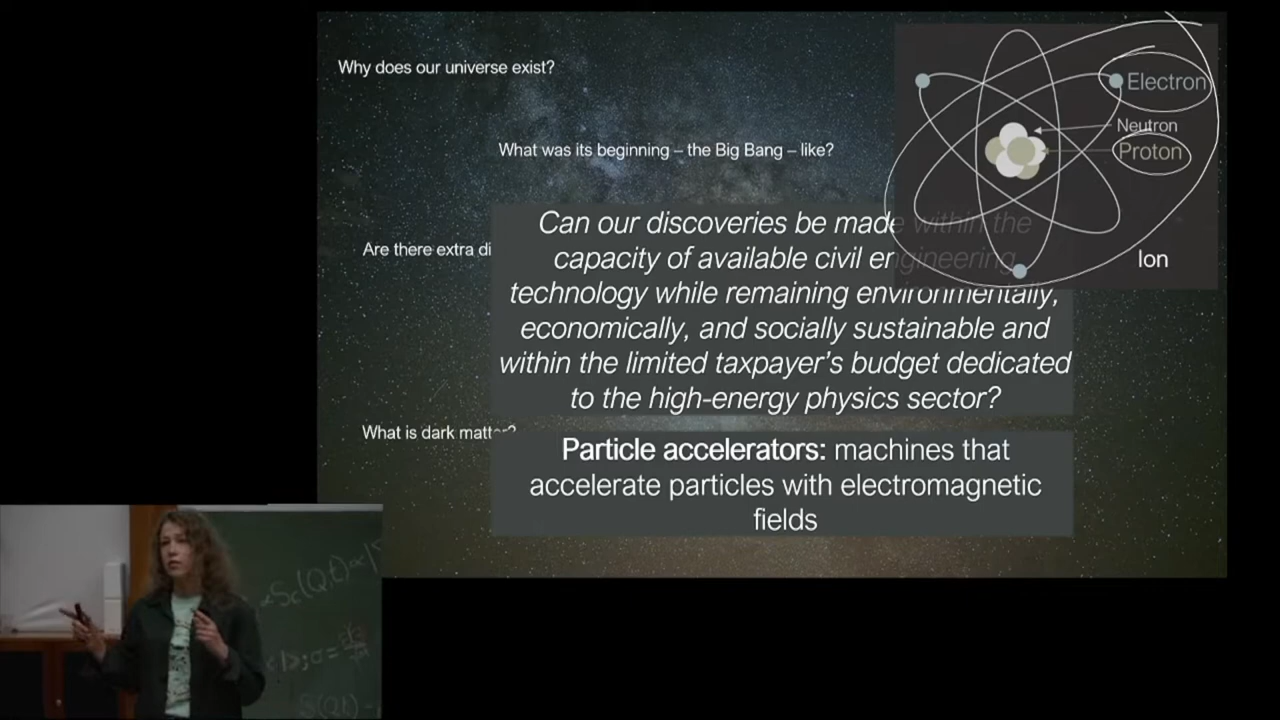 Why does our universe exist?
What was its beginning – the Big Bang – like?
Electron
Neutron
Proton
Ion
Are there extra di
Can our discoveries be made within the
capacity of available civil engineering
technology while remaining environmentally,
economically, and socially sustainable and
within the limited taxpayer's budget dedicated
to the high-energy physics sector?
What is dark matter?
Particle accelerators: machines that
accelerate particles with electromagnetic
fields